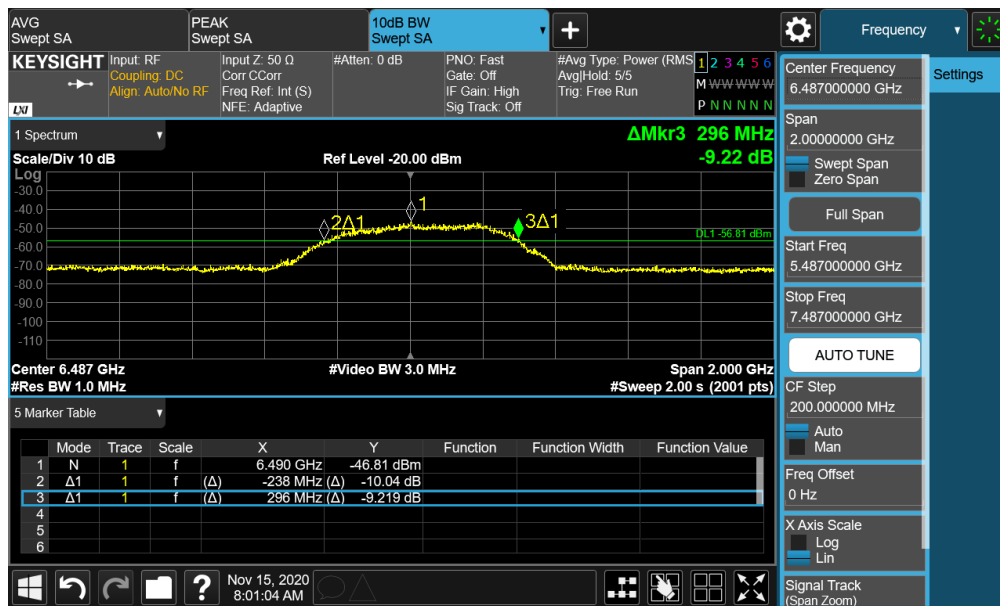 AVG
Swept SA
PEAK
Swept SA
10dB BW
Swept SA
Frequency
KEYSIGHT
LXI
Input: RF
Coupling: DC
Align: Auto/No RF
Input Z: 50 Ω
Corr CCorr
Freq Ref: Int (S)
NFE: Adaptive
#Atten: 0 dB
PNO: Fast
Gate: Off
IF Gain: High
Sig Track: Off
#Avg Type: Power (RMS
Avg|Hold: 5/5
Trig: Free Run
1 2 3 4 5 6
M W W W W W W
P N N N N N
1 Spectrum
ΔMkr3 296 MHz
-9.22 dB
Scale/Div 10 dB
Ref Level -20.00 dBm
Log
-30.0
-40.0
-50.0
-60.0
-70.0
-80.0
-90.0
-100
-110
1
2Δ1
3Δ1
DL1 -56.81 dBm
Center 6.487 GHz
#Video BW 3.0 MHz
Span 2.000 GHz
#Res BW 1.0 MHz
#Sweep 2.00 s (2001 pts)
5 Marker Table
Mode Trace Scale X Y Function Function Width Function Value
1 N 1 f 6.490 GHz -46.81 dBm
2 Δ1 1 f (Δ) -238 MHz (Δ) -10.04 dB
3 Δ1 1 f (Δ) 296 MHz (Δ) -9.219 dB
4
5
6
Nov 15, 2020
8:01:04 AM
Center Frequency
6.487000000 GHz
Span
2.00000000 GHz
Swept Span
Zero Span
Full Span
Start Freq
5.487000000 GHz
Stop Freq
7.487000000 GHz
AUTO TUNE
CF Step
200.000000 MHz
Auto
Man
Freq Offset
0 Hz
X Axis Scale
Log
Lin
Signal Track
(Span Zoom)
Settings